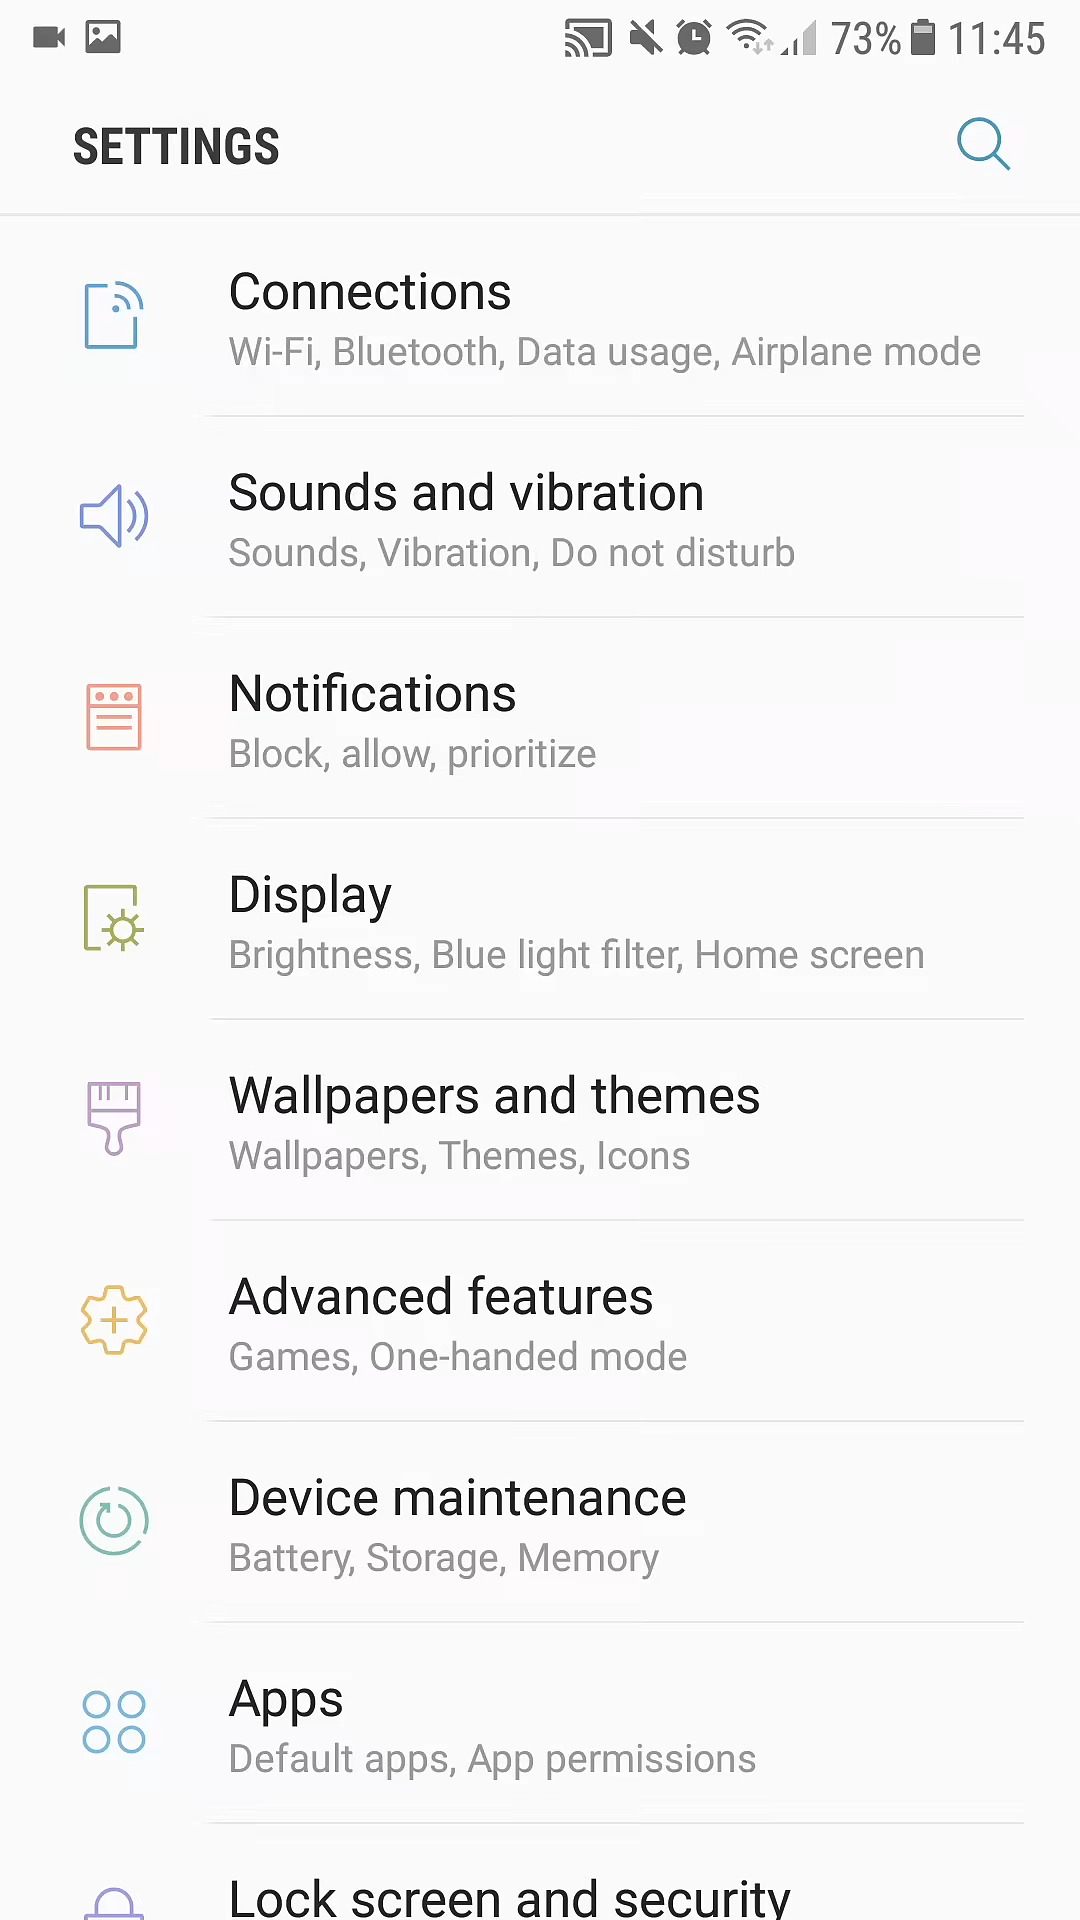 73% 11:45
SETTINGS
Connections
Wi-Fi, Bluetooth, Data usage, Airplane mode
Sounds and vibration
Sounds, Vibration, Do not disturb
Notifications
Block, allow, prioritize
Display
Brightness, Blue light filter, Home screen
Wallpapers and themes
Wallpapers, Themes, Icons
Advanced features
Games, One-handed mode
Device maintenance
Battery, Storage, Memory
Apps
Default apps, App permissions
Lock screen and security